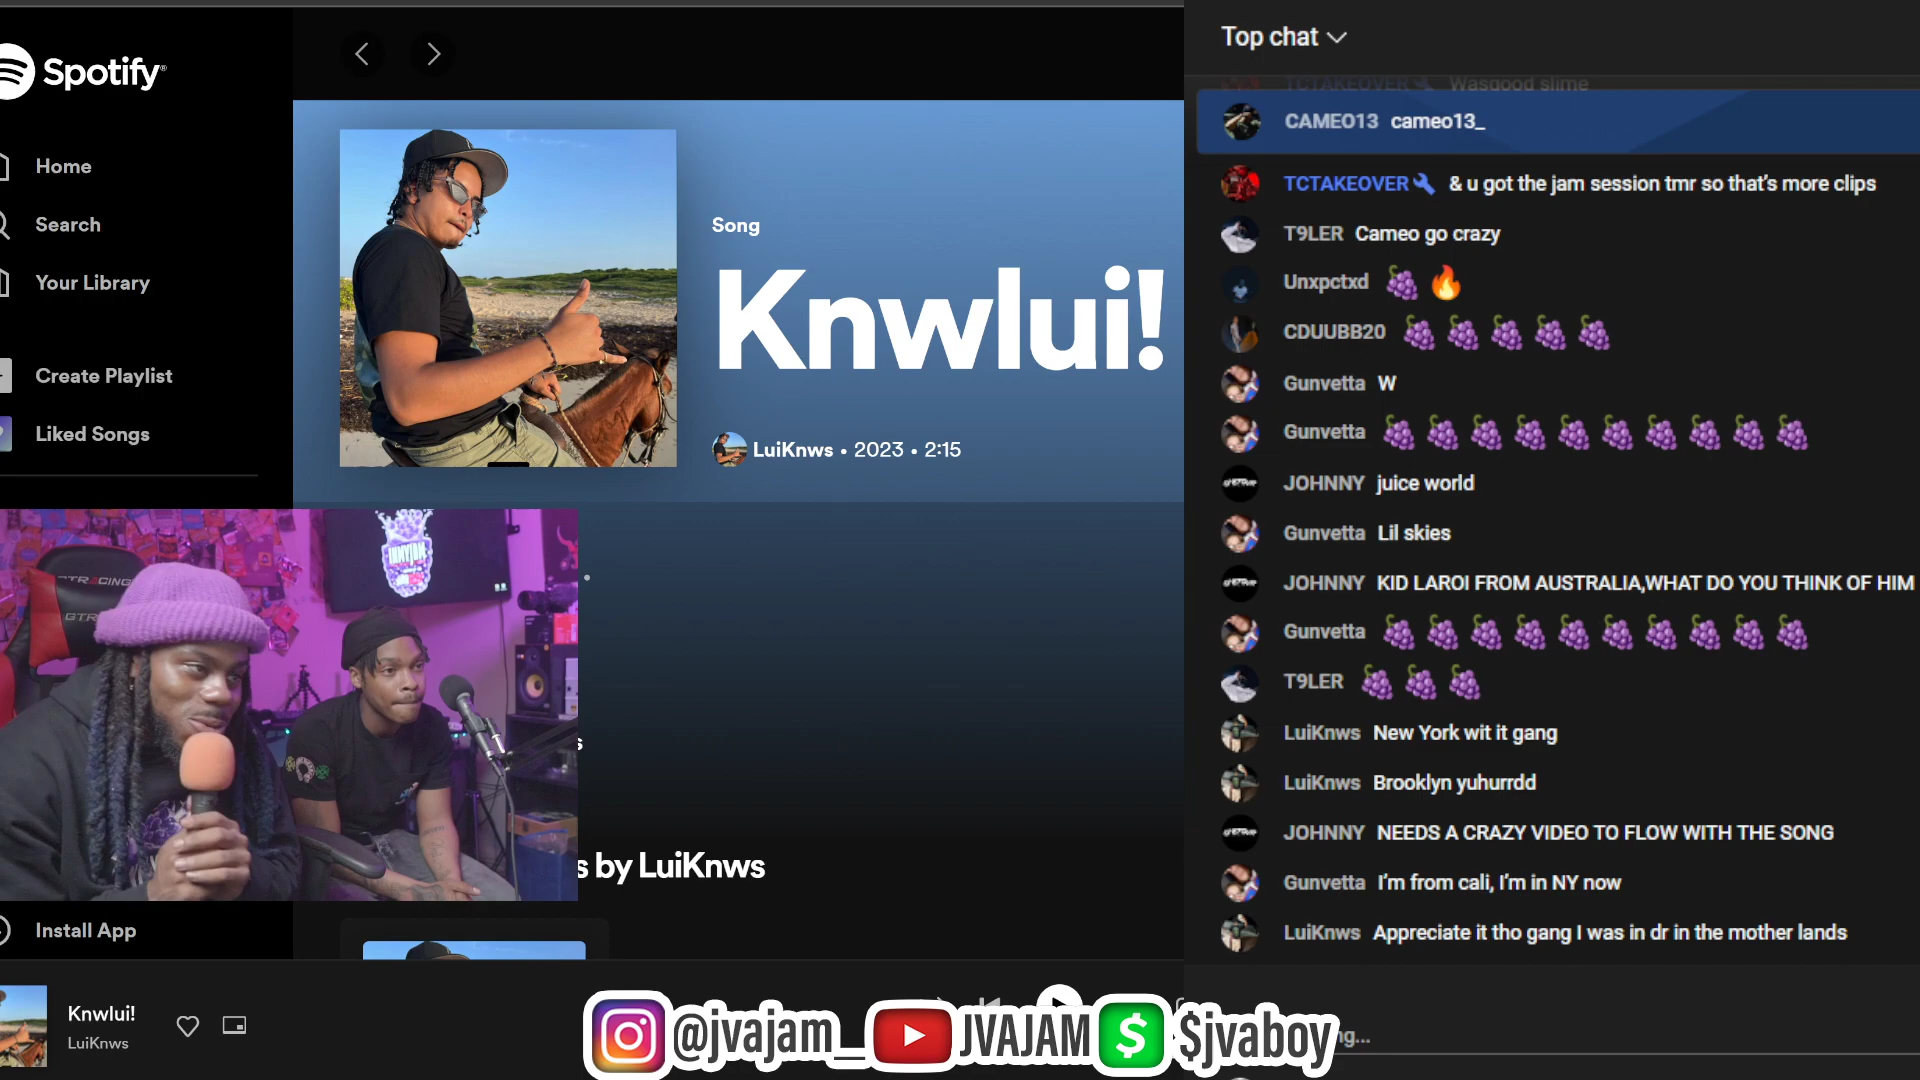 Spotify
Home
Search
Your Library
Create Playlist
Liked Songs
Install App
Song
Knwlui!
LuiKnws • 2023 • 2:15
GTRACING
s
s by LuiKnws
Knwlui!
LuiKnws
@jvajam_
JVAJAM
$jvaboy
Top chat
TCTAKEOVER Wasgood slime
CAMEO13 cameo13_
TCTAKEOVER & u got the jam session tmr so that's more clips
T9LER Cameo go crazy
Unxpctxd 🍇 🔥
CDUUBB20 🍇 🍇 🍇 🍇 🍇
Gunvetta W
Gunvetta 🍇 🍇 🍇 🍇 🍇 🍇 🍇 🍇 🍇 🍇
JOHNNY juice world
Gunvetta Lil skies
JOHNNY KID LAROI FROM AUSTRALIA,WHAT DO YOU THINK OF HIM
Gunvetta 🍇 🍇 🍇 🍇 🍇 🍇 🍇 🍇 🍇 🍇
T9LER 🍇 🍇 🍇
LuiKnws New York wit it gang
LuiKnws Brooklyn yuhurrdd
JOHNNY NEEDS A CRAZY VIDEO TO FLOW WITH THE SONG
Gunvetta I'm from cali, I'm in NY now
LuiKnws Appreciate it tho gang I was in dr in the mother lands